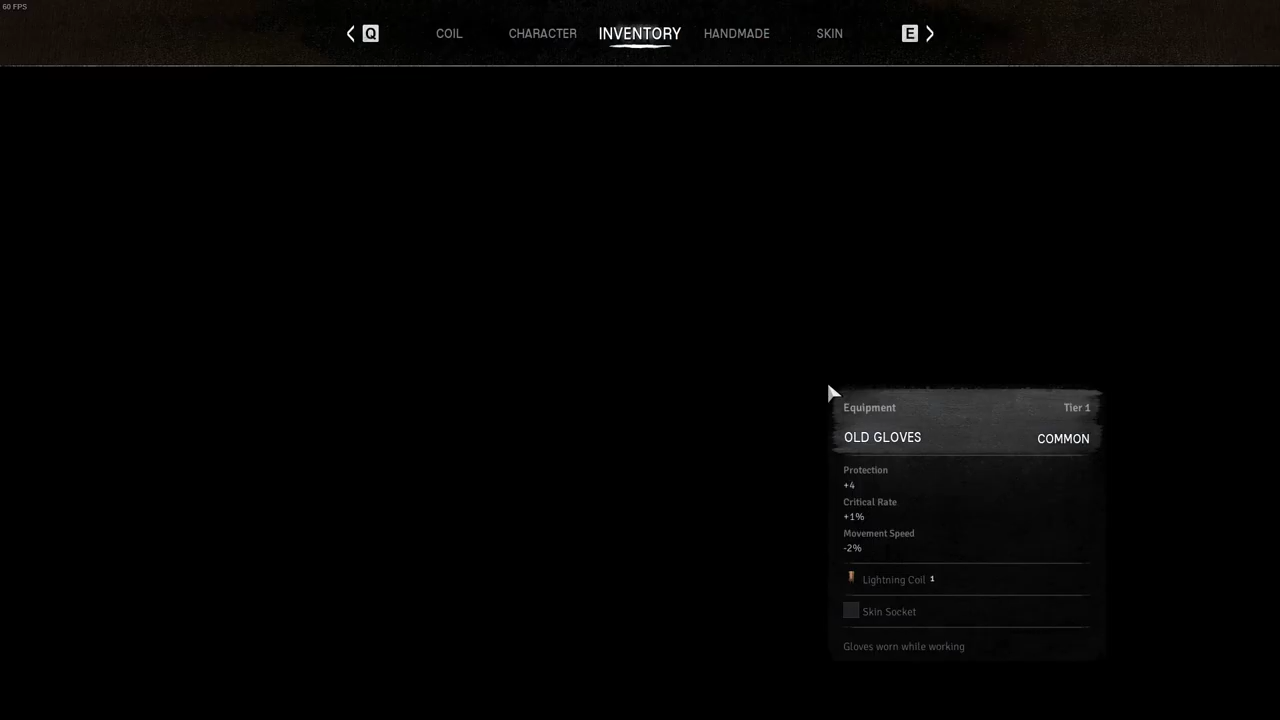 60 FPS
Q COIL CHARACTER INVENTORY HANDMADE SKIN E
Equipment Tier 1
OLD GLOVES COMMON
Protection
+4
Critical Rate
+1%
Movement Speed
-2%
Lightning Coil 1
Skin Socket
Gloves worn while working